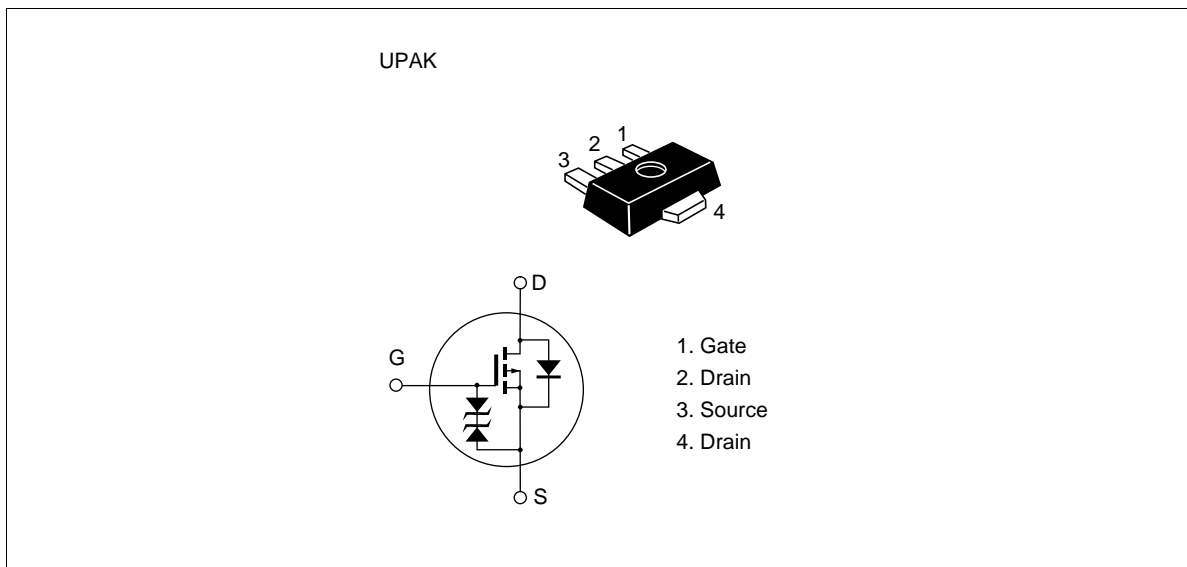 UPAK
1
2
3
4
D
G
S
1. Gate
2. Drain
3. Source
4. Drain